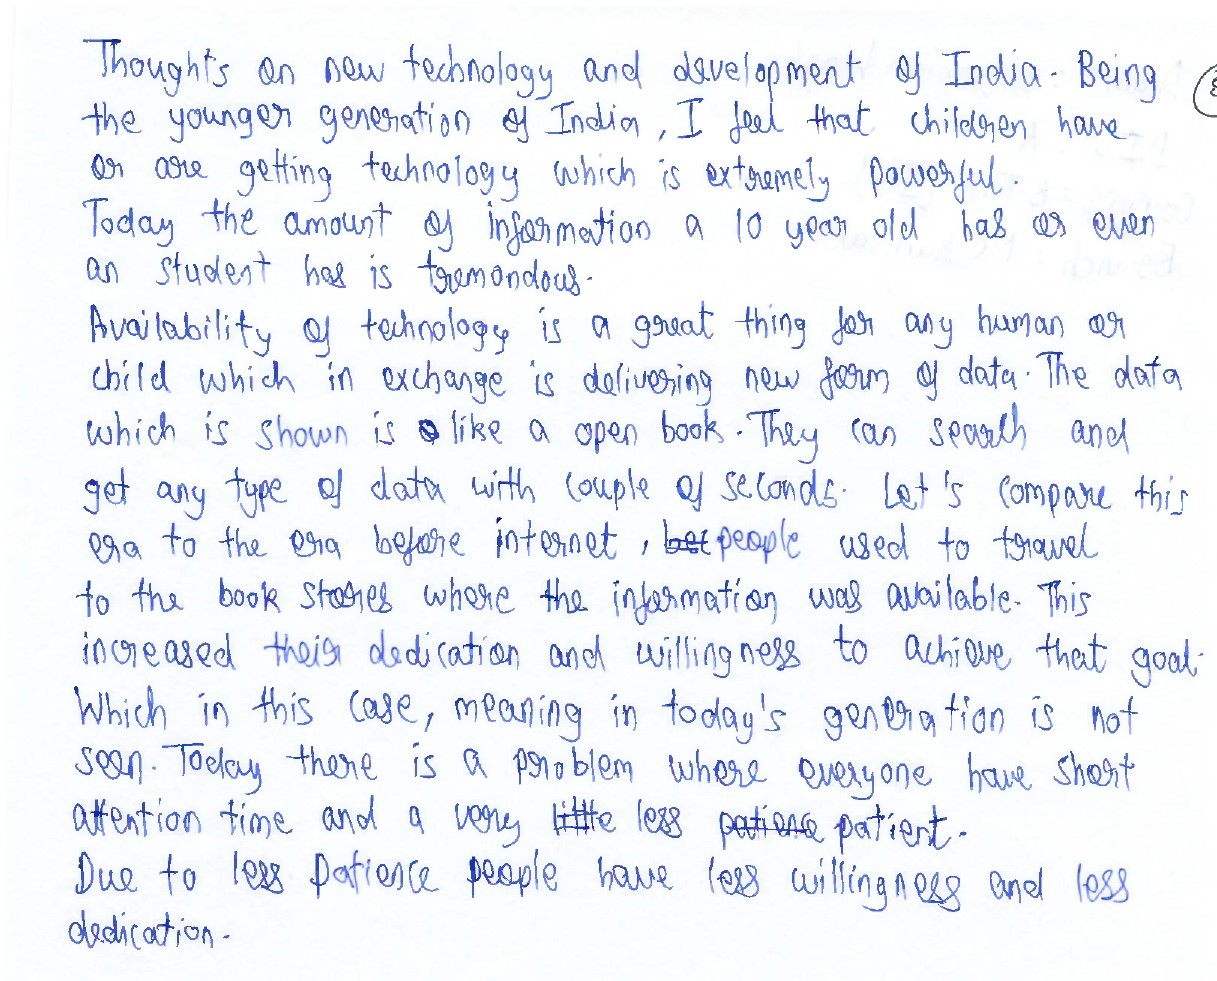 Thoughts on new technology and development of India. Being
the younger generation of India, I feel that children have
or are getting technology which is extremely powerful.
Today the amount of information a 10 year old has or even
an student has is tremondous.
Availability of technology is a great thing for any human or
child which in exchange is delivering new form of data. The data
which is shown is like a open book. They can search and
get any type of data with couple of seconds. Let's compare this
era to the era before internet, people used to travel
to the book stores where the information was available. This
increased their dedication and willingness to achieve that goal.
Which in this case, meaning in today's generation is not
seen. Today there is a problem where everyone have short
attention time and a very little less patience patient.
Due to less patience people have less willingness and less
dedication.